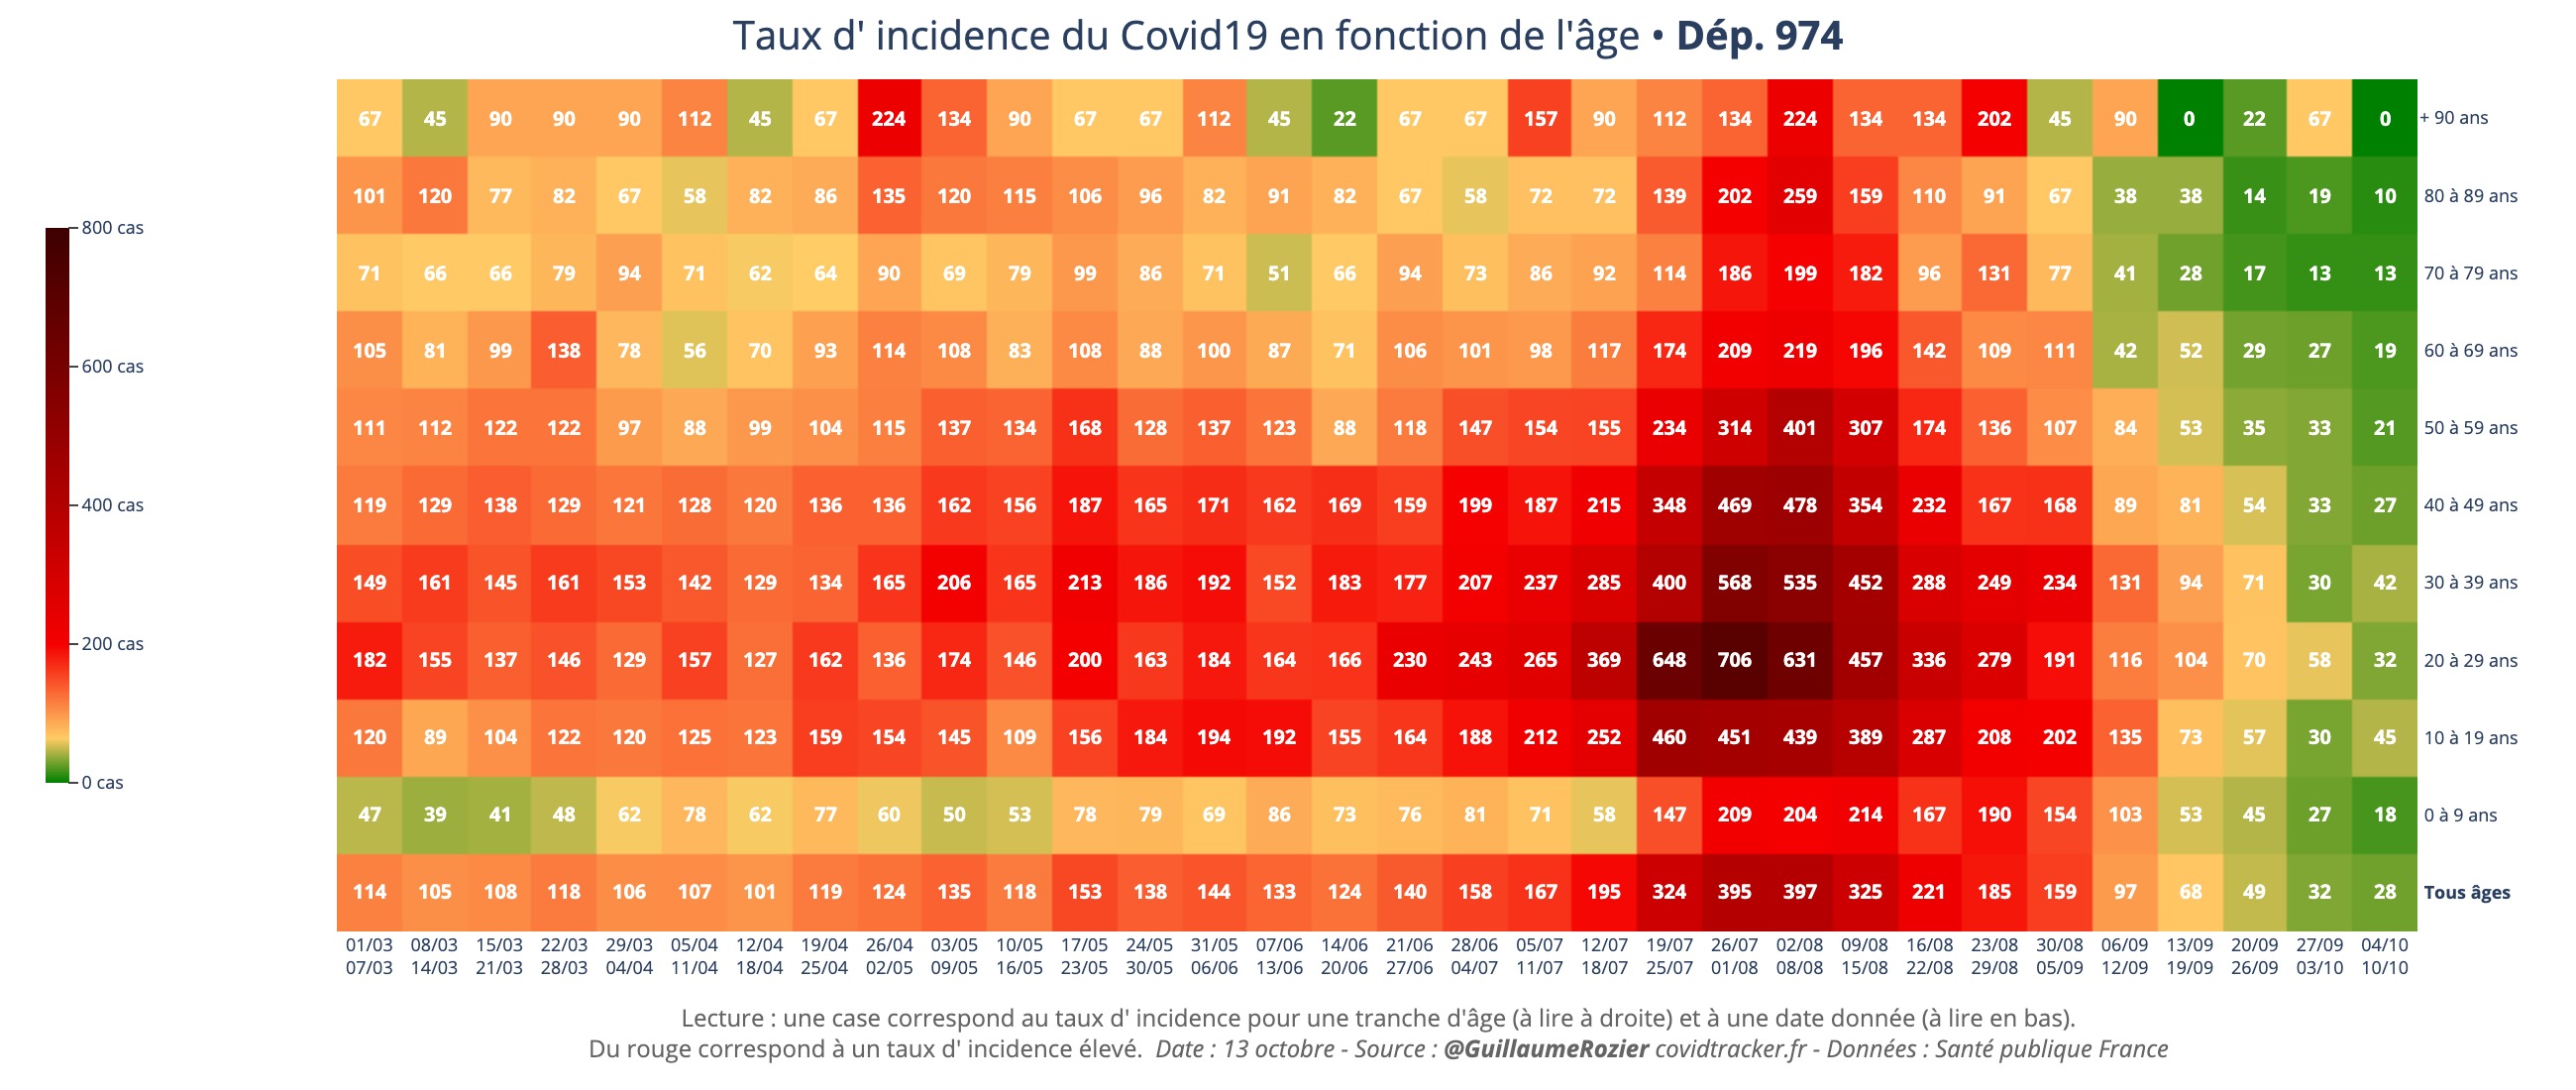 Taux d' incidence du Covid19 en fonction de l'âge • Dép. 974
800 cas
600 cas
400 cas
200 cas
0 cas
67 45 90 90 90 112 45 67 224 134 90 67 67 112 45 22 67 67 157 90 112 134 224 134 134 202 45 90 0 22 67 0 + 90 ans
101 120 77 82 67 58 82 86 135 120 115 106 96 82 91 82 67 58 72 72 139 202 259 159 110 91 67 38 38 14 19 10 80 à 89 ans
71 66 66 79 94 71 62 64 90 69 79 99 86 71 51 66 94 73 86 92 114 186 199 182 96 131 77 41 28 17 13 13 70 à 79 ans
105 81 99 138 78 56 70 93 114 108 83 108 88 100 87 71 106 101 98 117 174 209 219 196 142 109 111 42 52 29 27 19 60 à 69 ans
111 112 122 122 97 88 99 104 115 137 134 168 128 137 123 88 118 147 154 155 234 314 401 307 174 136 107 84 53 35 33 21 50 à 59 ans
119 129 138 129 121 128 120 136 136 162 156 187 165 171 162 169 159 199 187 215 348 469 478 354 232 167 168 89 81 54 33 27 40 à 49 ans
149 161 145 161 153 142 129 134 165 206 165 213 186 192 152 183 177 207 237 285 400 568 535 452 288 249 234 131 94 71 30 42 30 à 39 ans
182 155 137 146 129 157 127 162 136 174 146 200 163 184 164 166 230 243 265 369 648 706 631 457 336 279 191 116 104 70 58 32 20 à 29 ans
120 89 104 122 120 125 123 159 154 145 109 156 184 194 192 155 164 188 212 252 460 451 439 389 287 208 202 135 73 57 30 45 10 à 19 ans
47 39 41 48 62 78 62 77 60 50 53 78 79 69 86 73 76 81 71 58 147 209 204 214 167 190 154 103 53 45 27 18 0 à 9 ans
114 105 108 118 106 107 101 119 124 135 118 153 138 144 133 124 140 158 167 195 324 395 397 325 221 185 159 97 68 49 32 28 Tous âges
01/03 08/03 15/03 22/03 29/03 05/04 12/04 19/04 26/04 03/05 10/05 17/05 24/05 31/05 07/06 14/06 21/06 28/06 05/07 12/07 19/07 26/07 02/08 09/08 16/08 23/08 30/08 06/09 13/09 20/09 27/09 04/10
07/03 14/03 21/03 28/03 04/04 11/04 18/04 25/04 02/05 09/05 16/05 23/05 30/05 06/06 13/06 20/06 27/06 04/07 11/07 18/07 25/07 01/08 08/08 15/08 22/08 29/08 05/09 12/09 19/09 26/09 03/10 10/10
Lecture : une case correspond au taux d' incidence pour une tranche d'âge (à lire à droite) et à une date donnée (à lire en bas).
Du rouge correspond à un taux d' incidence élevé. Date : 13 octobre - Source : @GuillaumeRozier covidtracker.fr - Données : Santé publique France